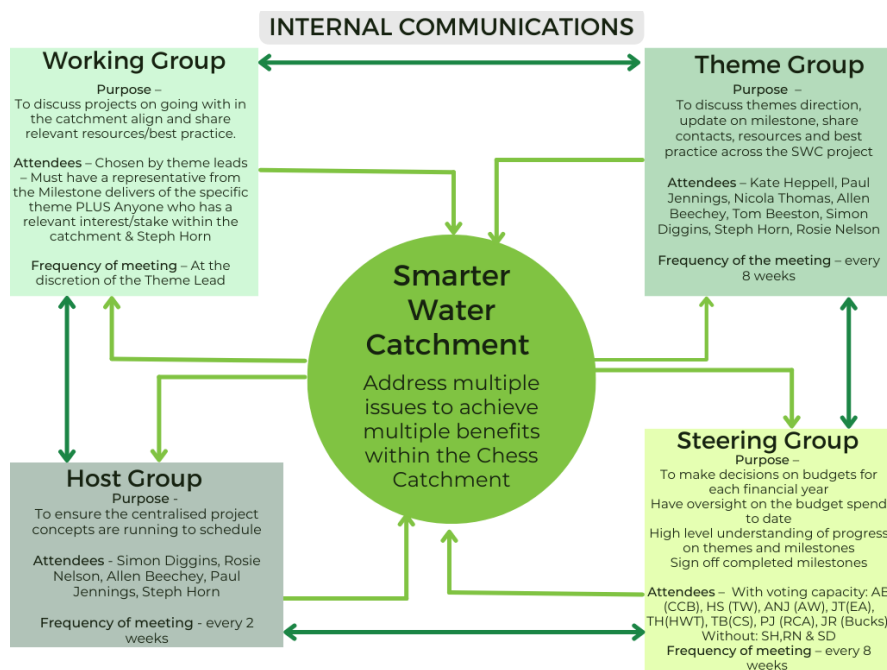 INTERNAL COMMUNICATIONS
Working Group
Purpose –
To discuss projects on going with in
the catchment align and share
relevant resources/best practice.
Attendees – Chosen by theme leads
– Must have a representative from
the Milestone delivers of the specific
theme PLUS Anyone who has a
relevant interest/stake within the
catchment & Steph Horn
Frequency of meeting – At the
discretion of the Theme Lead
Theme Group
Purpose –
To discuss themes direction,
update on milestone, share
contacts, resources and best
practice across the SWC project
Attendees – Kate Heppell, Paul
Jennings, Nicola Thomas, Allen
Beechey, Tom Beeston, Simon
Diggins, Steph Horn, Rosie Nelson
Frequency of the meeting – every
8 weeks
Smarter
Water
Catchment
Address multiple
issues to achieve
multiple benefits
within the Chess
Catchment
Host Group
Purpose -
To ensure the centralised project
concepts are running to schedule
Attendees - Simon Diggins, Rosie
Nelson, Allen Beechey, Paul
Jennings, Steph Horn
Frequency of meeting - every 2
weeks
Steering Group
Purpose –
To make decisions on budgets for
each financial year
Have oversight on the budget spend
to date
High level understanding of progress
on themes and milestones
Sign off completed milestones
Attendees – With voting capacity: AB
(CCB), HS (TW), ANJ (AW), JT(EA),
TH(HWT), TB(CS), PJ (RCA), JR (Bucks)
Without: SH,RN & SD
Frequency of meeting – every 8
weeks